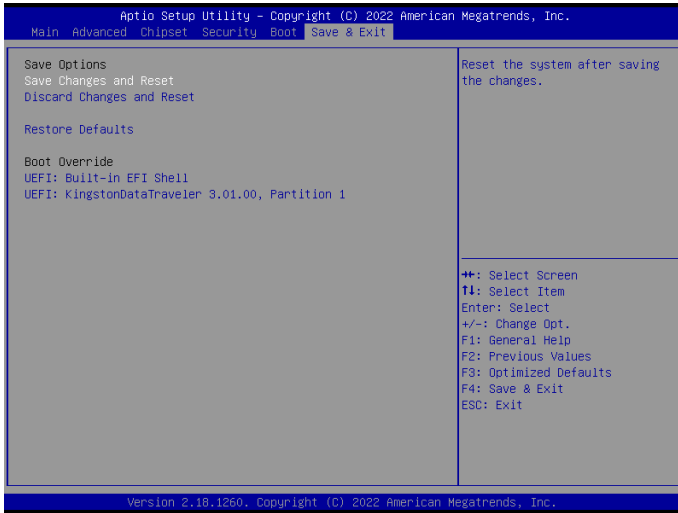 Aptio Setup Utility – Copyright (C) 2022 American Megatrends, Inc.
Main Advanced Chipset Security Boot Save & Exit
Save Options
Save Changes and Reset
Discard Changes and Reset
Restore Defaults
Boot Override
UEFI: Built-in EFI Shell
UEFI: KingstonDataTraveler 3.01.00, Partition 1
Reset the system after saving
the changes.
→←: Select Screen
↑↓: Select Item
Enter: Select
+/-: Change Opt.
F1: General Help
F2: Previous Values
F3: Optimized Defaults
F4: Save & Exit
ESC: Exit
Version 2.18.1260. Copyright (C) 2022 American Megatrends, Inc.